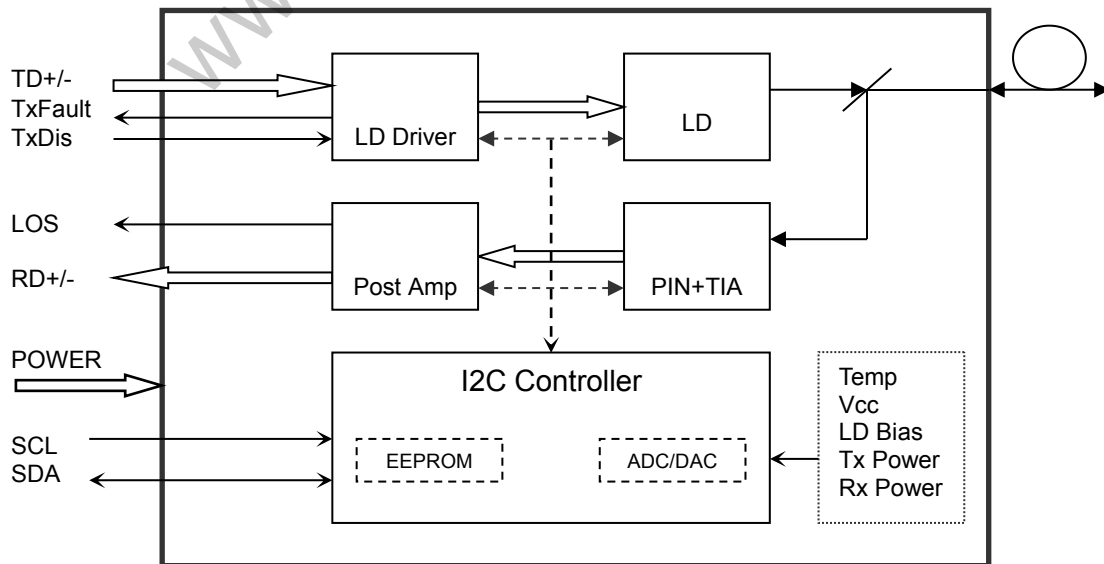 www
TD+/-
TxFault
TxDis
LD Driver
LD
LOS
RD+/-
Post Amp
PIN+TIA
POWER
I2C Controller
SCL
SDA
EEPROM
ADC/DAC
Temp
Vcc
LD Bias
Tx Power
Rx Power